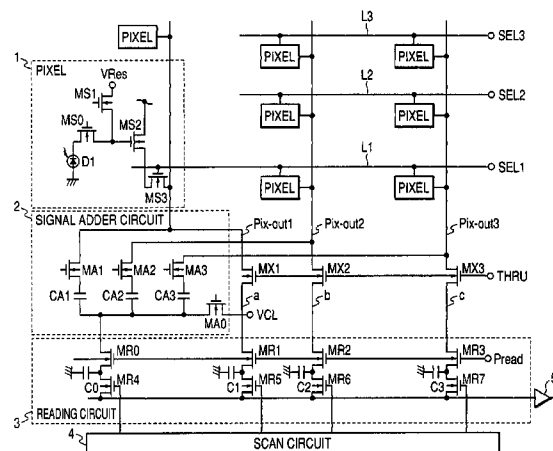 PIXEL
L3
SEL3
1
PIXEL
VRes
PIXEL
PIXEL
MS1
L2
SEL2
MS0
MS2
PIXEL
PIXEL
D1
L1
SEL1
MS3
PIXEL
PIXEL
2
SIGNAL ADDER CIRCUIT
Pix-out1
Pix-out2
Pix-out3
MA1
MA2
MA3
MX1
MX2
MX3
THRU
CA1
CA2
CA3
MA0
a
b
c
VCL
MR0
MR1
MR2
MR3
Pread
C0
MR4
C1
MR5
C2
MR6
C3
MR7
3
READING CIRCUIT
4
SCAN CIRCUIT